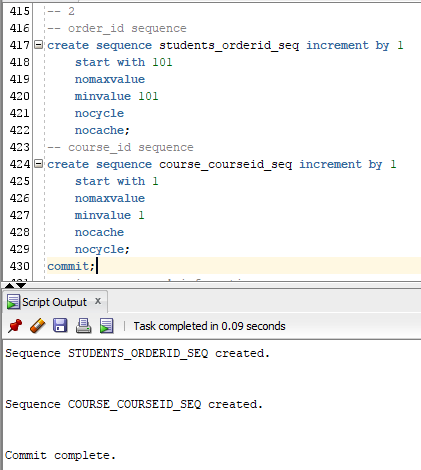 415 -- 2
416 -- order_id sequence
417 create sequence students_orderid_seq increment by 1
418 start with 101
419 nomaxvalue
420 minvalue 101
421 nocycle
422 nocache;
423 -- course_id sequence
424 create sequence course_courseid_seq increment by 1
425 start with 1
426 nomaxvalue
427 minvalue 1
428 nocache
429 nocycle;
430 commit;
Script Output x
Task completed in 0.09 seconds
Sequence STUDENTS_ORDERID_SEQ created.
Sequence COURSE_COURSEID_SEQ created.
Commit complete.